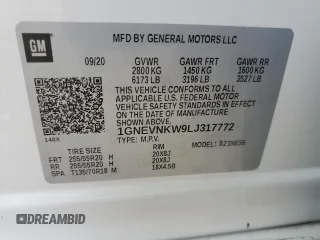 GM
MFD BY GENERAL MOTORS LLC
09/20 GVWR GAWR FRT GAWR RR
2800 KG 1450 KG 1600 KG
6173 LB 3196 LB 3527 LB
THIS VEHICLE CONFORMS TO ALL
APPLICABLE U.S. FEDERAL MOTOR
VEHICLE SAFETY STANDARDS IN EFFECT
ON THE DATE OF MANUFACTURE SHOWN ABOVE.
1GNEVNKW9LJ317772
TYPE: M.P.V.
TIRE SIZE RIM
FRT 255/55R20 H 20X8J
RR 255/55R20 H 20X8J
SPA T135/70R18 M 18X4.5B
© IMPEL, LLC